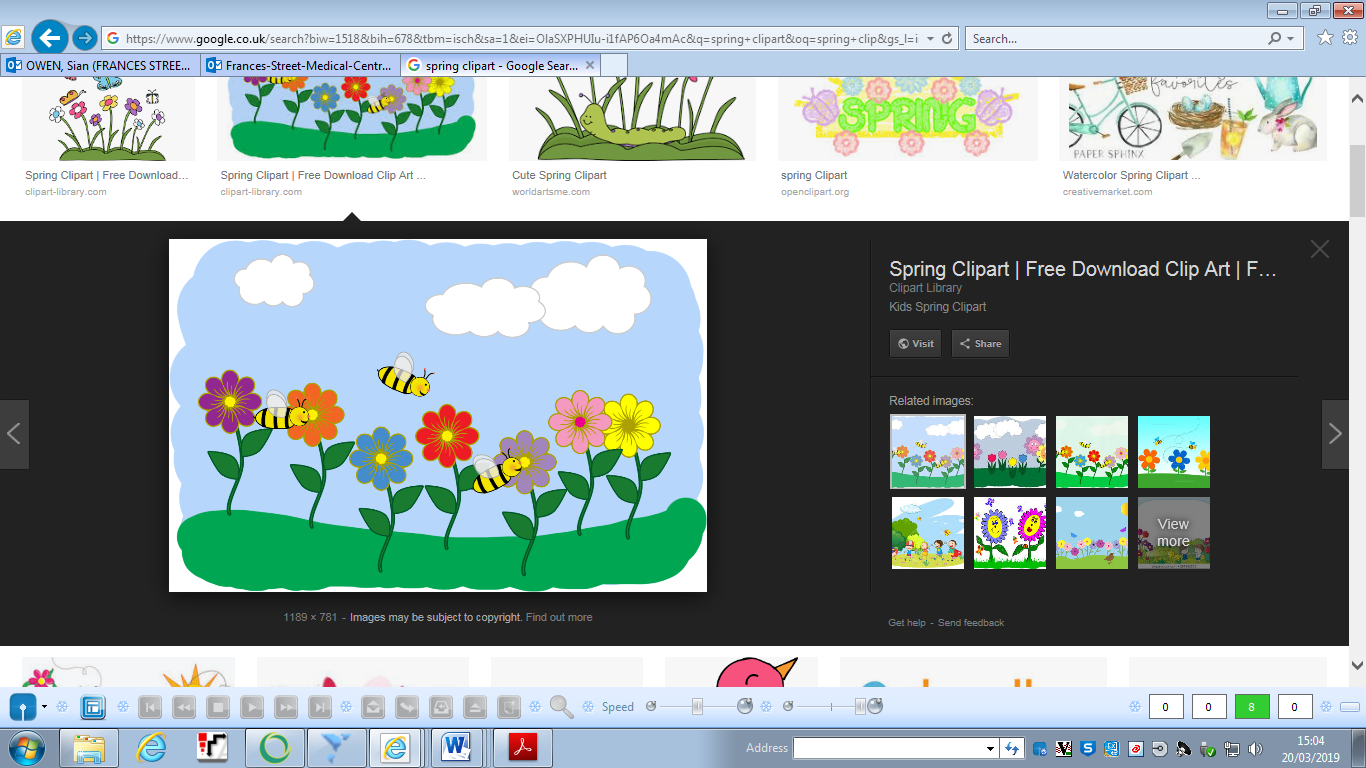 https://www.google.co.uk/search?biw=1518&bih=678&tbm=isch&sa=1&ei=OIaSXPHUIu-i1fAP6Oa4mAc&q=spring+clipart&oq=spring+clip&gs_l=i
Search...
OWEN, Sian (FRANCES STREE...
Frances-Street-Medical-Centr...
spring clipart - Google Sear...
favorites
SPRING
PAPER SPHINX
Spring Clipart | Free Download...
clipart-library.com
Spring Clipart | Free Download Clip Art ...
clipart-library.com
Cute Spring Clipart
worldartsme.com
spring Clipart
openclipart.org
Watercolor Spring Clipart ...
creativemarket.com
Spring Clipart | Free Download Clip Art | F...
Clipart Library
Kids Spring Clipart
Visit
Share
Related images:
View
more
1189 × 781 - Images may be subject to copyright. Find out more
Get help - Send feedback
Speed
0
0
8
0
Address
15:04
20/03/2019